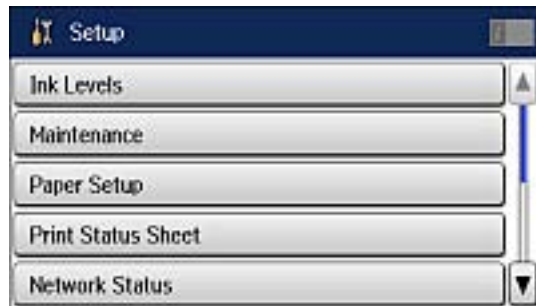 Setup
Ink Levels
Maintenance
Paper Setup
Print Status Sheet
Network Status